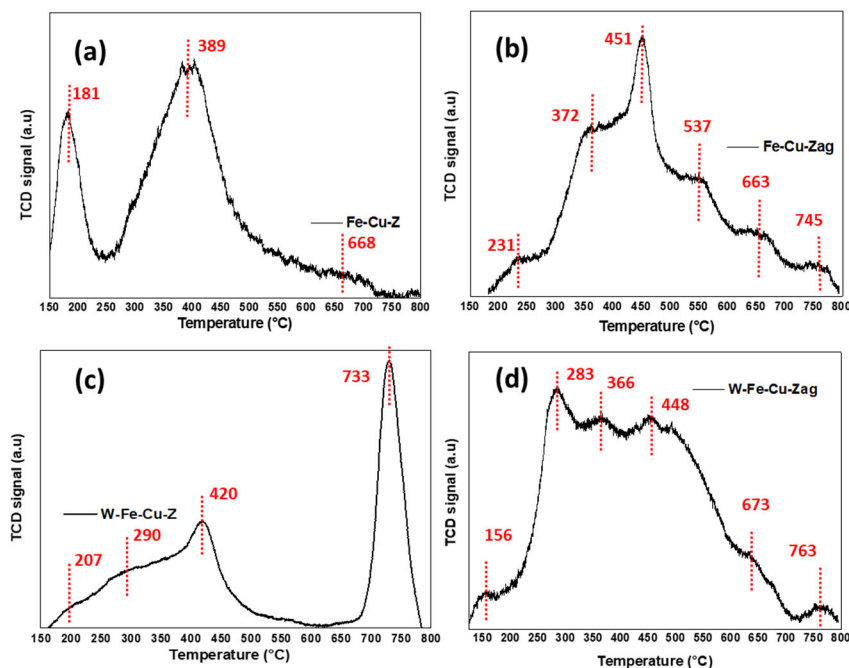 (a)
181
389
Fe-Cu-Z
668
TCD signal (a.u)
150 200 250 300 350 400 450 500 550 600 650 700 750 800
Temperature (°C)
(b)
451
372
537
Fe-Cu-Zag
663
231
745
TCD signal (a.u)
150 200 250 300 350 400 450 500 550 600 650 700 750 800
Temperature (°C)
(c)
733
W-Fe-Cu-Z
420
290
207
TCD signal (a.u)
150 200 250 300 350 400 450 500 550 600 650 700 750 800
Temperature (°C)
(d)
283
366
W-Fe-Cu-Zag
448
673
156
763
TCD signal (a.u)
150 200 250 300 350 400 450 500 550 600 650 700 750 800
Temperature (°C)